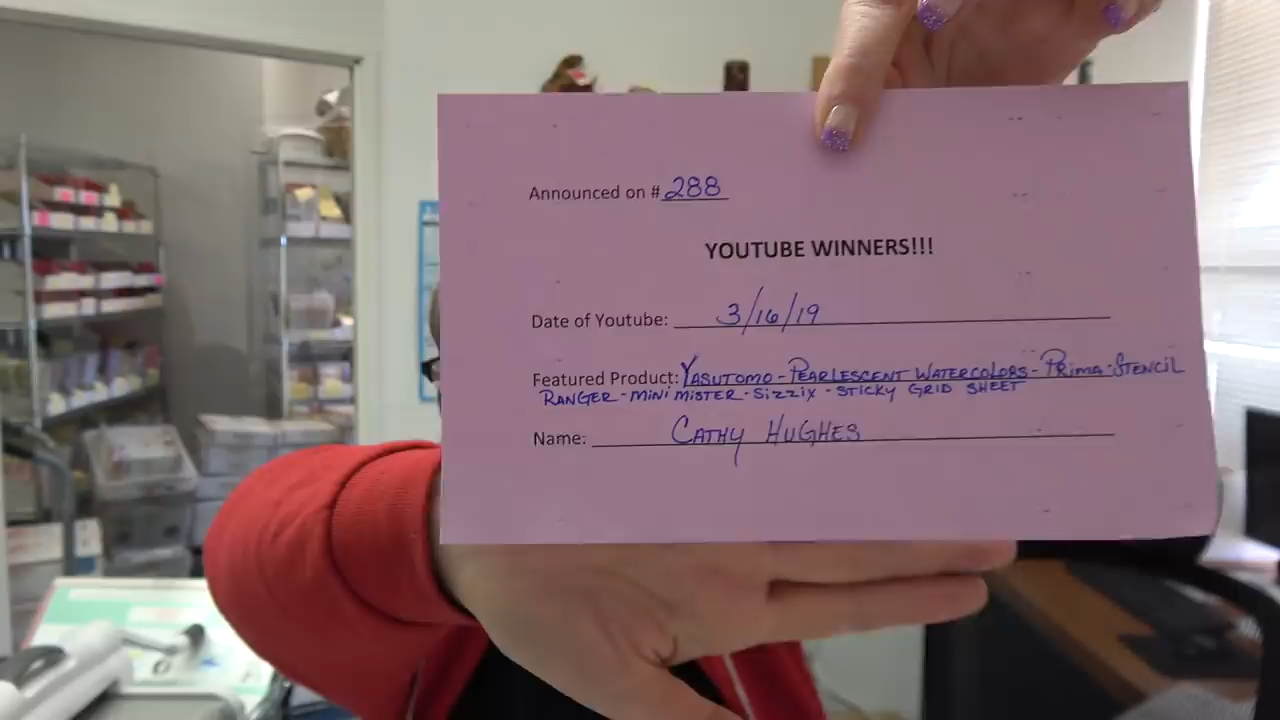 Announced on # 288
YOUTUBE WINNERS!!!
Date of Youtube: 3/16/19
Featured Product: YASUTOMO - PEARLESCENT WATERCOLORS - PRIMA - STENCIL
RANGER - MINI MISTER - SIZZIX - STICKY GRID SHEET
Name: CATHY HUGHES